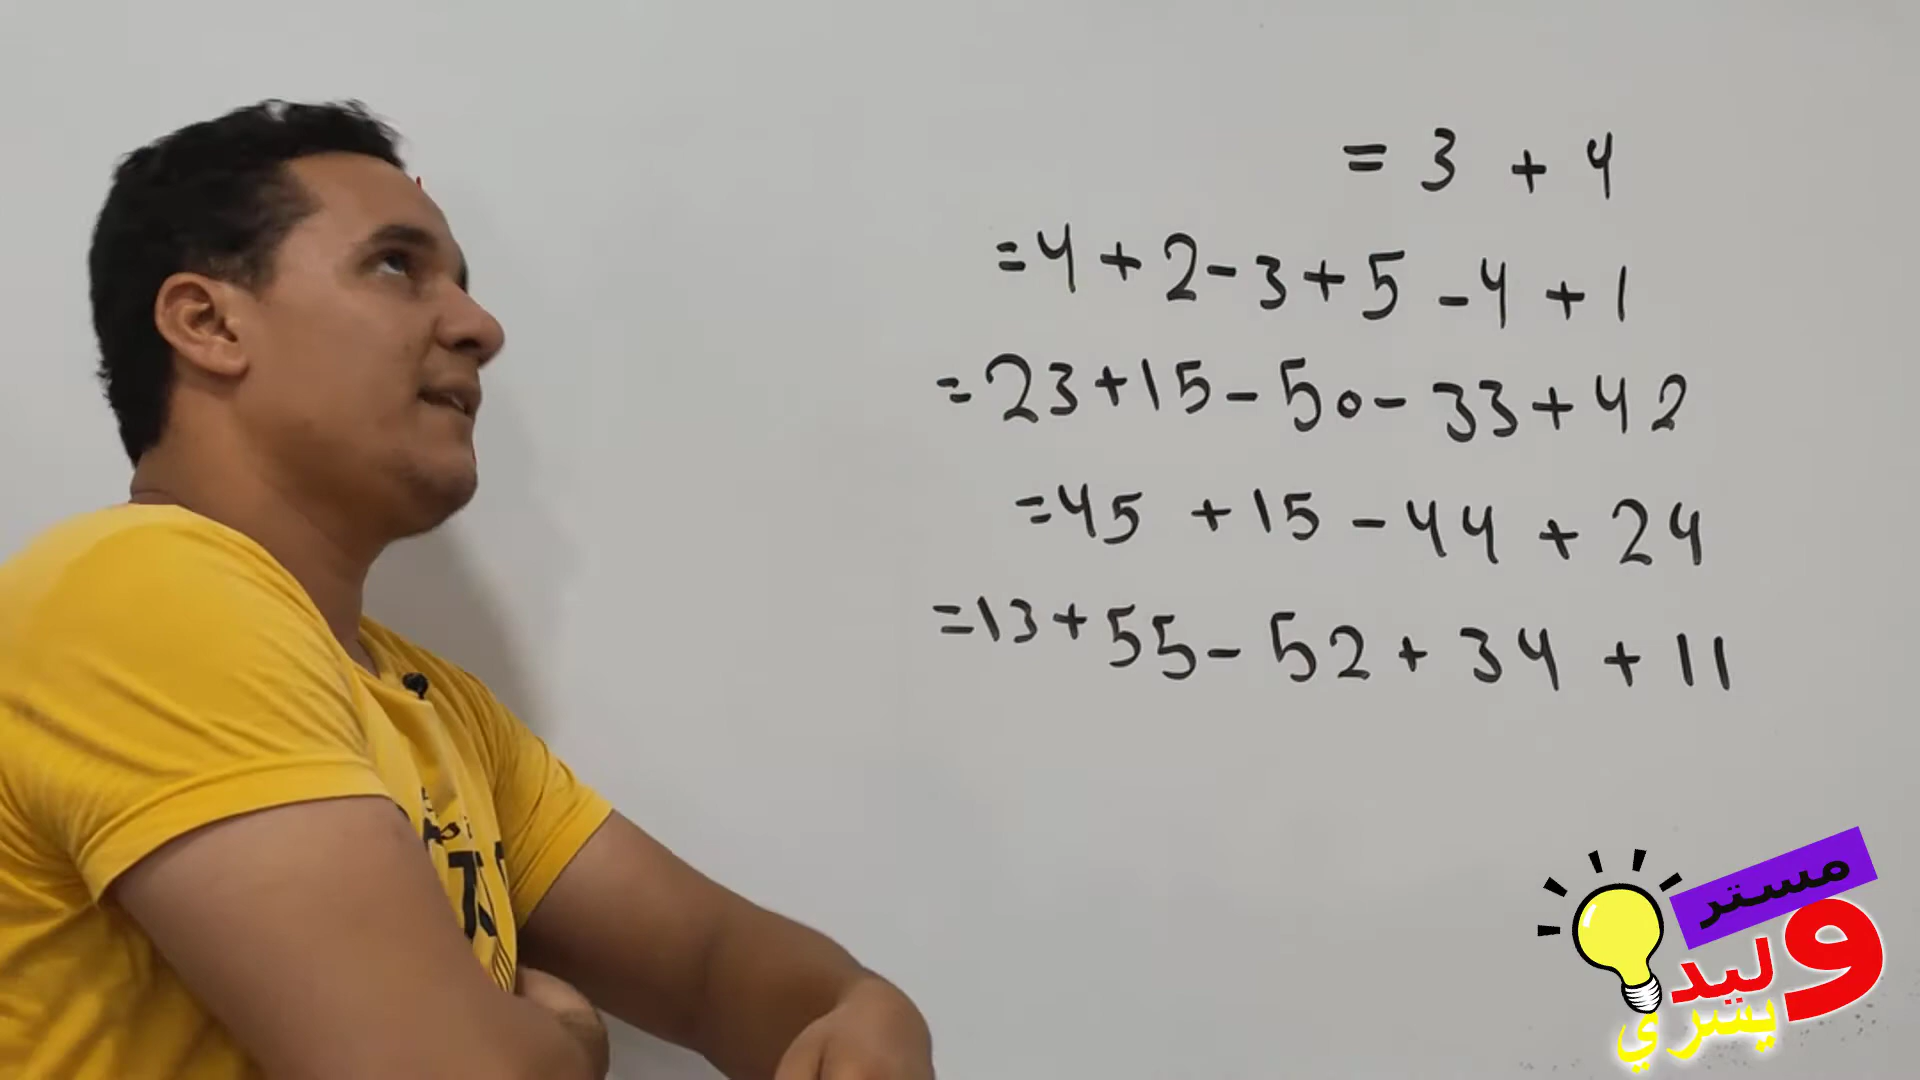 = 3 + 4
=4+2-3+5-4+1
=23+15-50-33+42
=45+15-44+24
=13+55-52+34+11
مستر
وليد
يسري